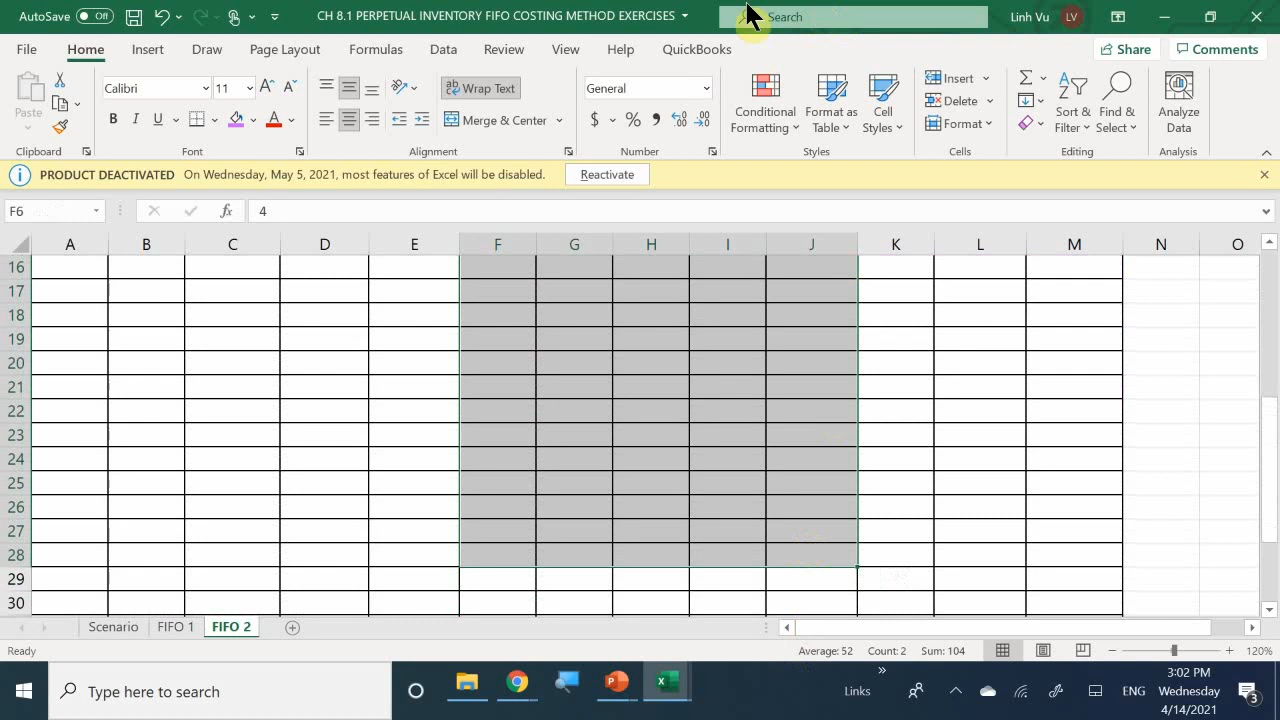 AutoSave Off CH 8.1 PERPETUAL INVENTORY FIFO COSTING METHOD EXERCISES Search Linh Vu LV
File Home Insert Draw Page Layout Formulas Data Review View Help QuickBooks Share Comments
Paste Calibri 11 A A B I U A ab Wrap Text Merge & Center General $ % 9 Conditional Formatting Format as Table Cell Styles Insert Delete Format Sort & Filter Find & Select Analyze Data
Clipboard Font Alignment Number Styles Cells Editing Analysis
PRODUCT DEACTIVATED On Wednesday, May 5, 2021, most features of Excel will be disabled. Reactivate
F6 fx 4
A B C D E F G H I J K L M N O
16
17
18
19
20
21
22
23
24
25
26
27
28
29
30
Scenario FIFO 1 FIFO 2
Ready Average: 52 Count: 2 Sum: 104 120%
Type here to search Links ENG 3:02 PM
Wednesday 3
4/14/2021